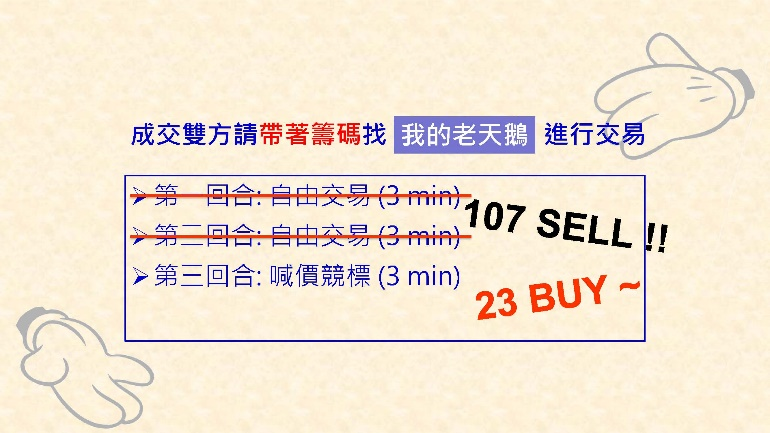 成交雙方請帶著籌碼找 我的老天鵝 進行交易
➢第一回合: 自由交易 (3 min)
➢第二回合: 自由交易 (3 min)
➢第三回合: 喊價競標 (3 min)
107 SELL !!
23 BUY ~